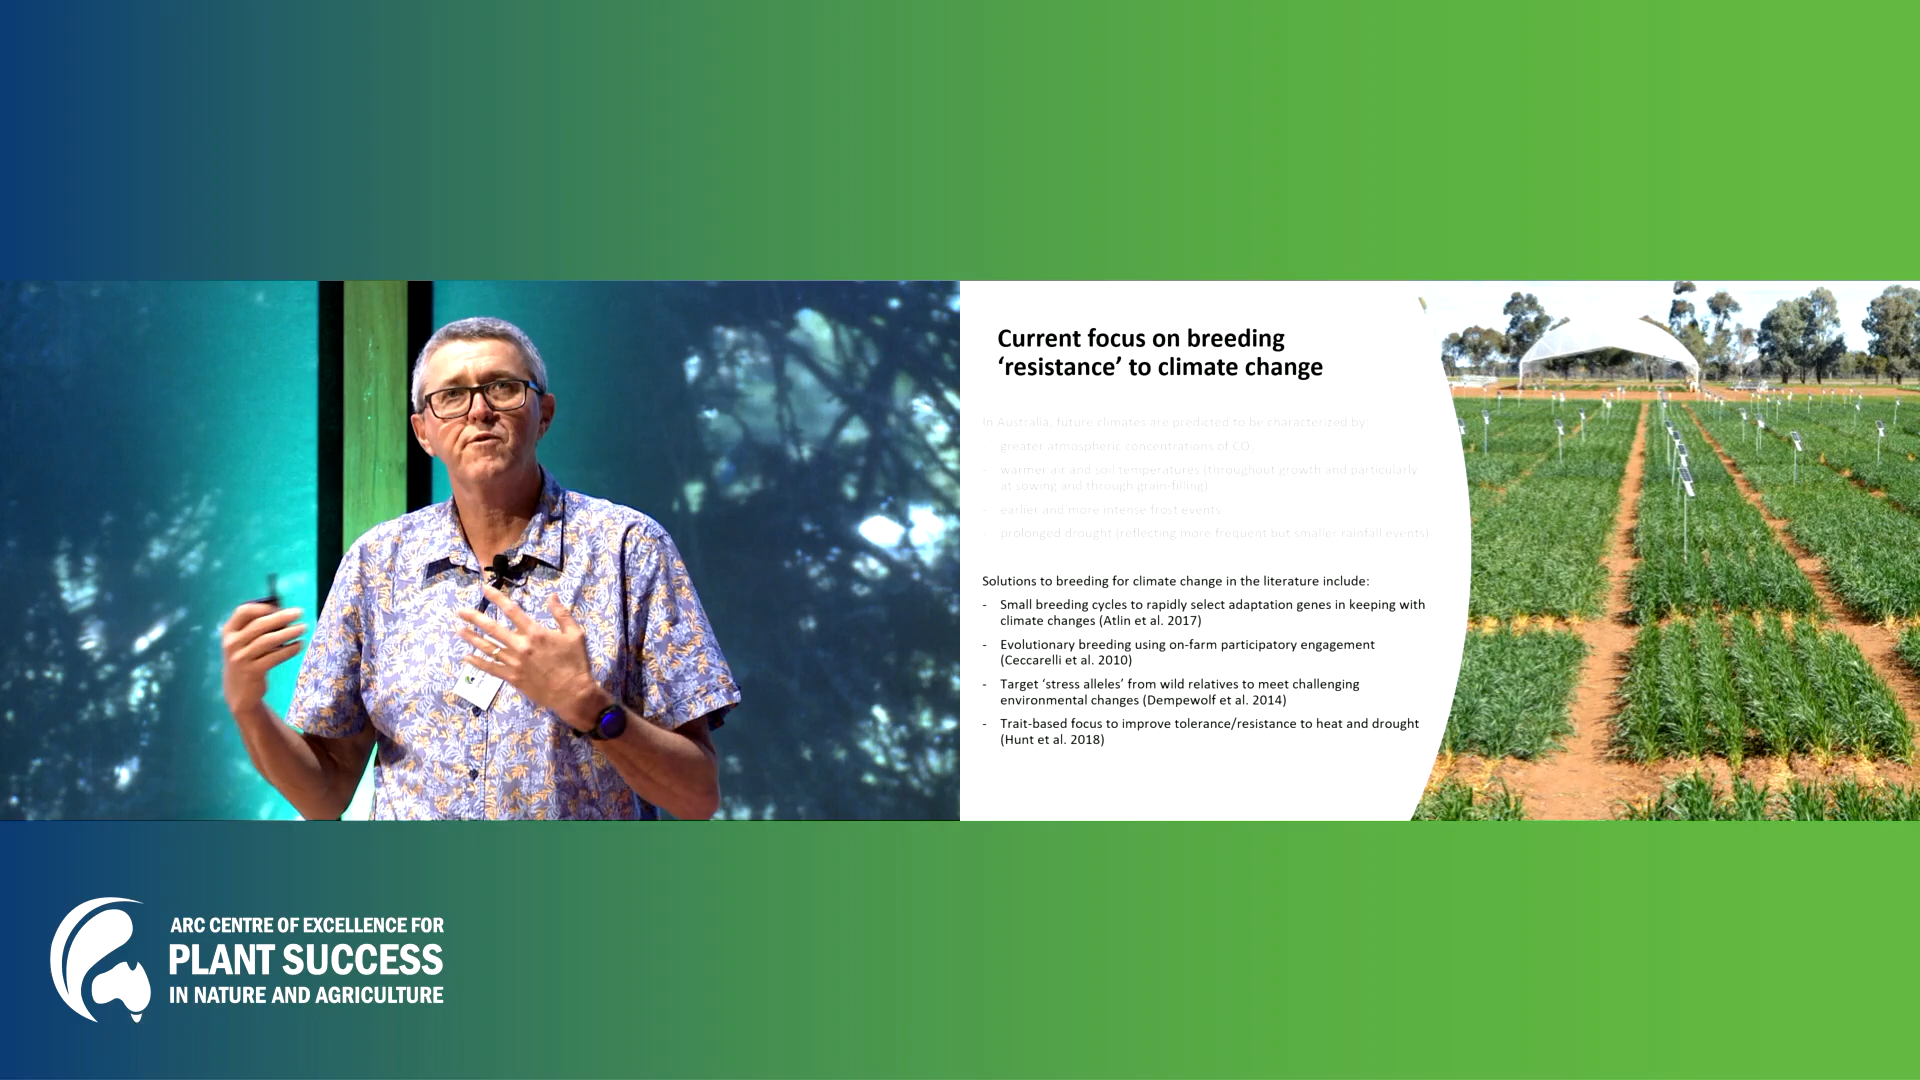 Current focus on breeding
‘resistance’ to climate change
In Australia, future climates are predicted to be characterized by:
greater atmospheric concentrations of CO₂
- warmer air and soil temperatures (throughout growth and particularly
at sowing and through grain-filling)
- earlier and more intense frost events
- prolonged drought (reflecting more frequent but smaller rainfall events)
Solutions to breeding for climate change in the literature include:
- Small breeding cycles to rapidly select adaptation genes in keeping with
climate changes (Atlin et al. 2017)
- Evolutionary breeding using on-farm participatory engagement
(Ceccarelli et al. 2010)
- Target ‘stress alleles’ from wild relatives to meet challenging
environmental changes (Dempewolf et al. 2014)
- Trait-based focus to improve tolerance/resistance to heat and drought
(Hunt et al. 2018)
ARC CENTRE OF EXCELLENCE FOR
PLANT SUCCESS
IN NATURE AND AGRICULTURE